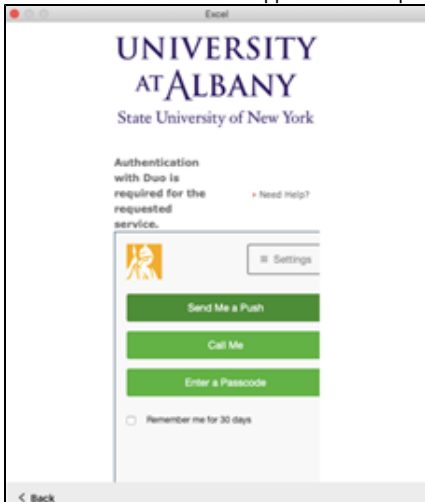 Excel
UNIVERSITY
AT ALBANY
State University of New York
Authentication
with Duo is
required for the
requested
service.
Need Help?
Settings
Send Me a Push
Call Me
Enter a Passcode
Remember me for 30 days
< Back